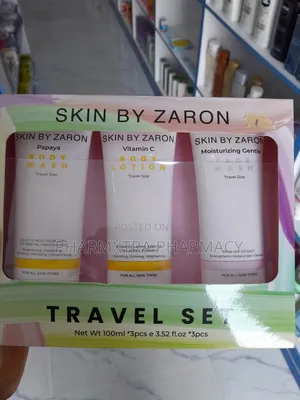 SKIN BY ZARON
SKIN BY ZARON
Papaya
BODY
WASH
Travel Size
FOR ALL SKIN TYPES
SKIN BY ZARON
Vitamin C
BODY
LOTION
Travel Size
FOR ALL SKIN TYPES
SKIN BY ZARON
Moisturizing Gentle
WASH
Travel Size
FOR ALL SKIN TYPES
POSTED ON
PHARMXTRA PHARMACY
TRAVEL SET
Net Wt 100ml *3pcs e 3.52 fl.oz *3pcs